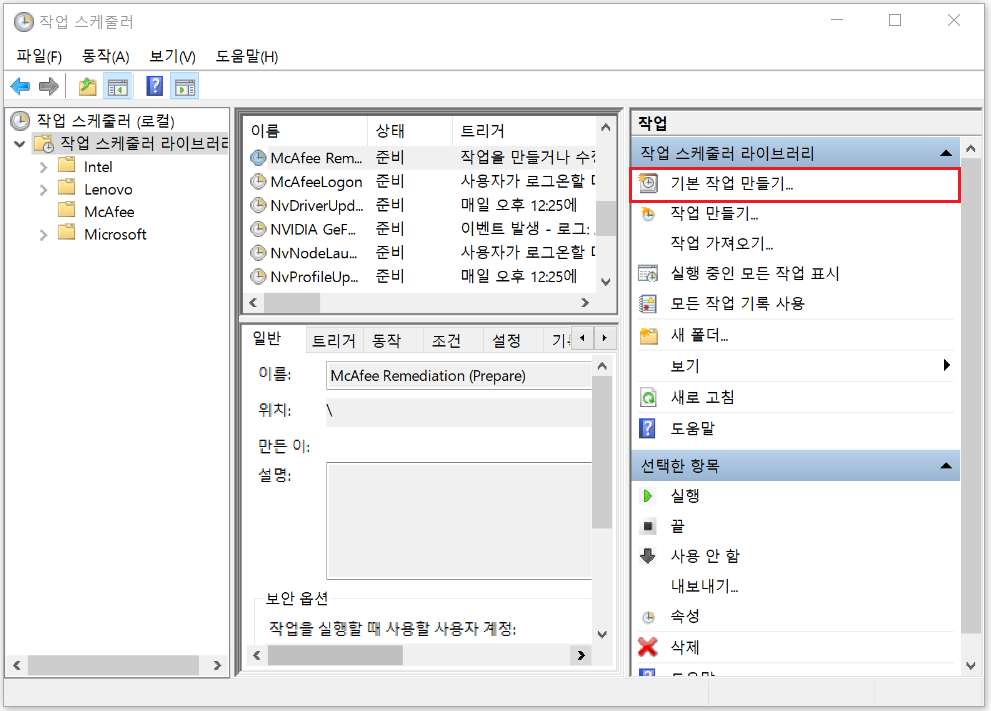 작업 스케줄러
파일(F) 동작(A) 보기(V) 도움말(H)
작업 스케줄러 (로컬)
작업 스케줄러 라이브러리
Intel
Lenovo
McAfee
Microsoft
이름 상태 트리거
McAfee Rem... 준비 작업을 만들거나 수정
McAfeeLogon 준비 사용자가 로그온할 때
NvDriverUpd... 준비 매일 오후 12:25에
NVIDIA GeF... 준비 이벤트 발생 - 로그:
NvNodeLau... 준비 사용자가 로그온할 때
NvProfileUp... 준비 매일 오후 12:25에
일반 트리거 동작 조건 설정
이름: McAfee Remediation (Prepare)
위치: \
만든 이:
설명:
보안 옵션
작업을 실행할 때 사용할 사용자 계정:
작업
작업 스케줄러 라이브러리
기본 작업 만들기...
작업 만들기...
작업 가져오기...
실행 중인 모든 작업 표시
모든 작업 기록 사용
새 폴더...
보기
새로 고침
도움말
선택한 항목
실행
끝
사용 안 함
내보내기...
속성
삭제
도움말